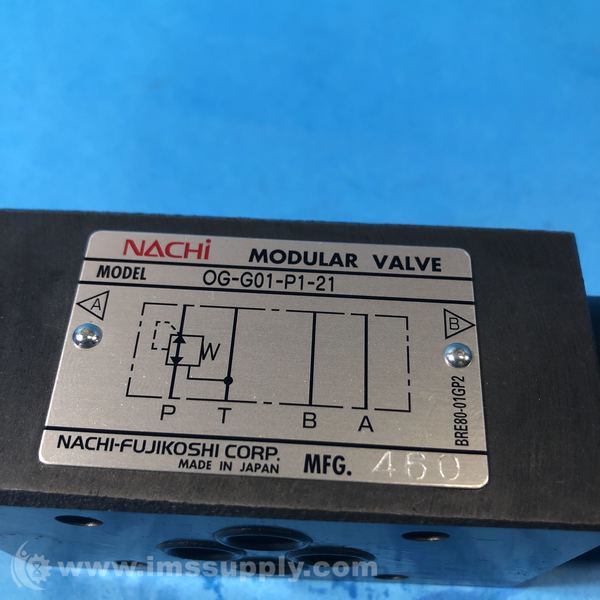 NACHi MODULAR VALVE
MODEL OG-G01-P1-21
A
B
W
P T B A
BRE80-01GP2
NACHI-FUJIKOSHI CORP.
MADE IN JAPAN MFG. 460
© www.imssupply.com